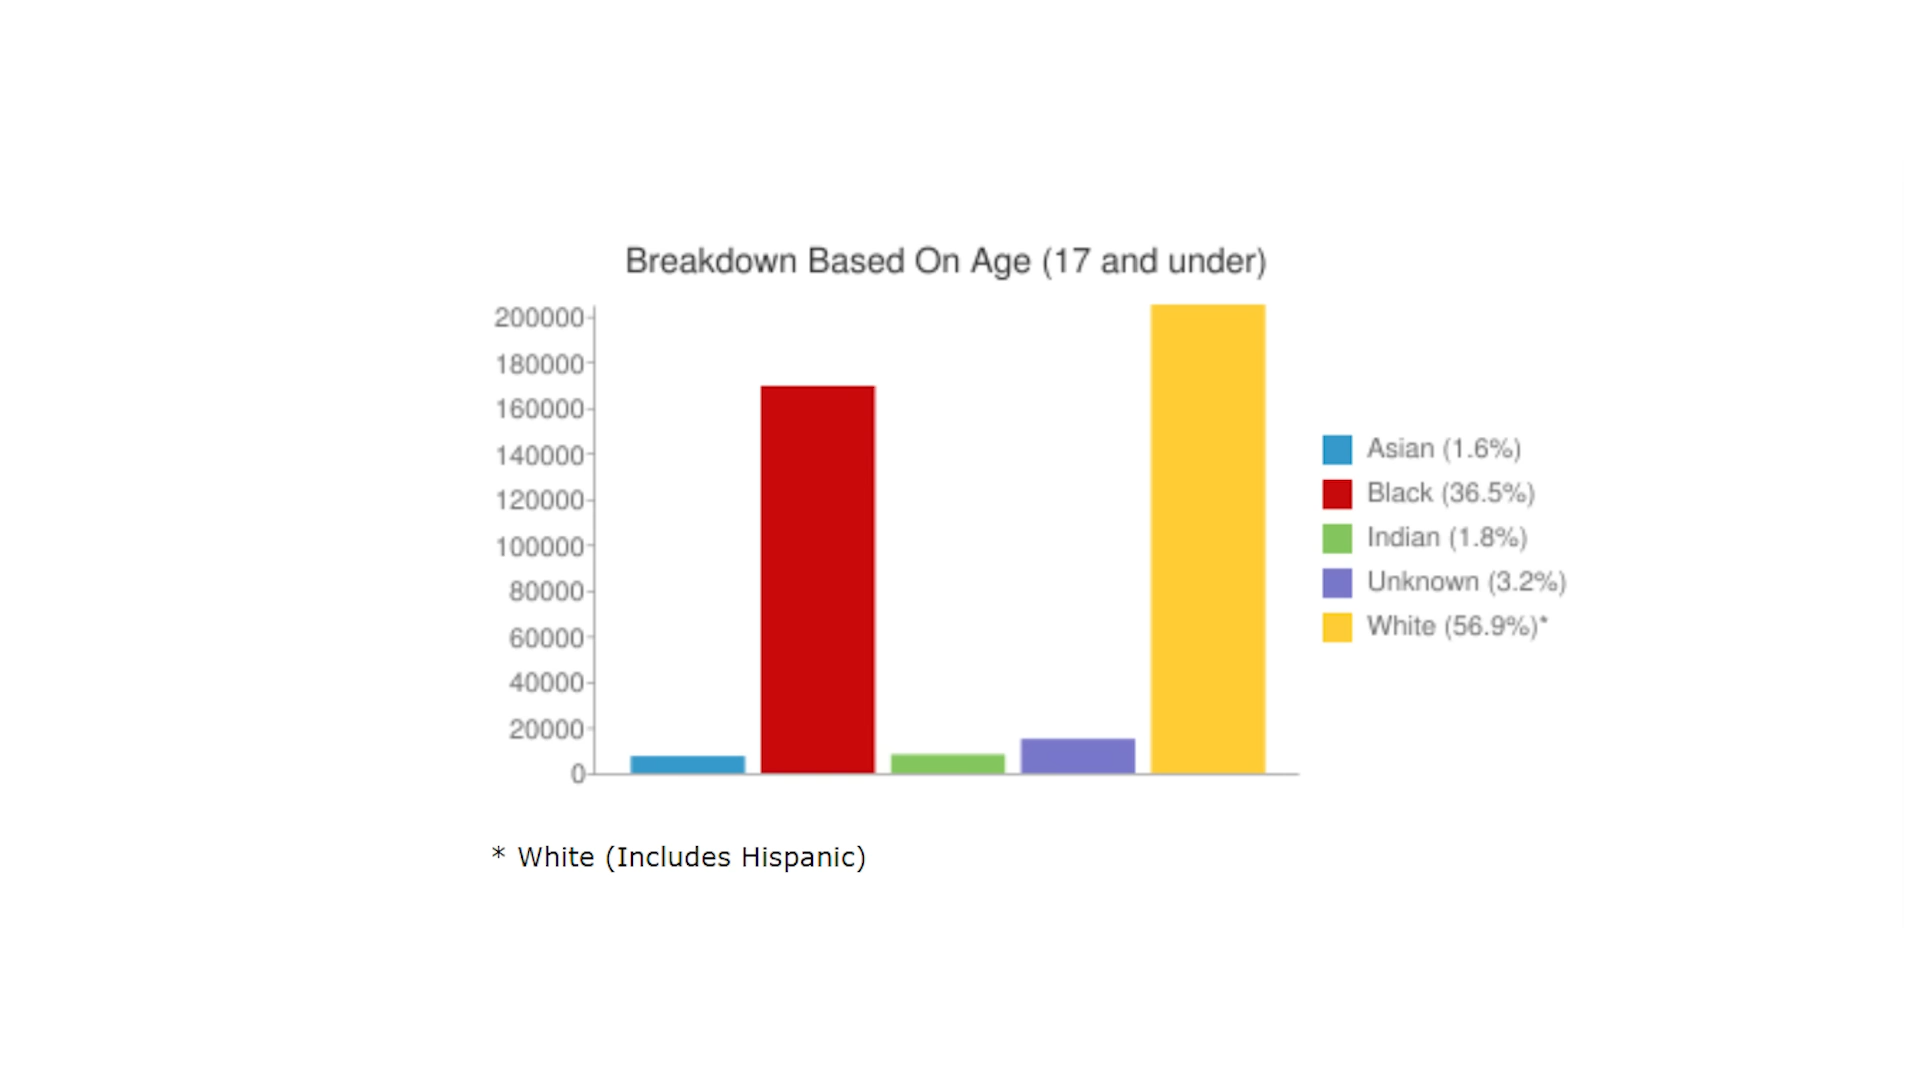 Breakdown Based On Age (17 and under)
200000
180000
160000
140000
120000
100000
80000
60000
40000
20000
0
Asian (1.6%)
Black (36.5%)
Indian (1.8%)
Unknown (3.2%)
White (56.9%)*
* White (Includes Hispanic)